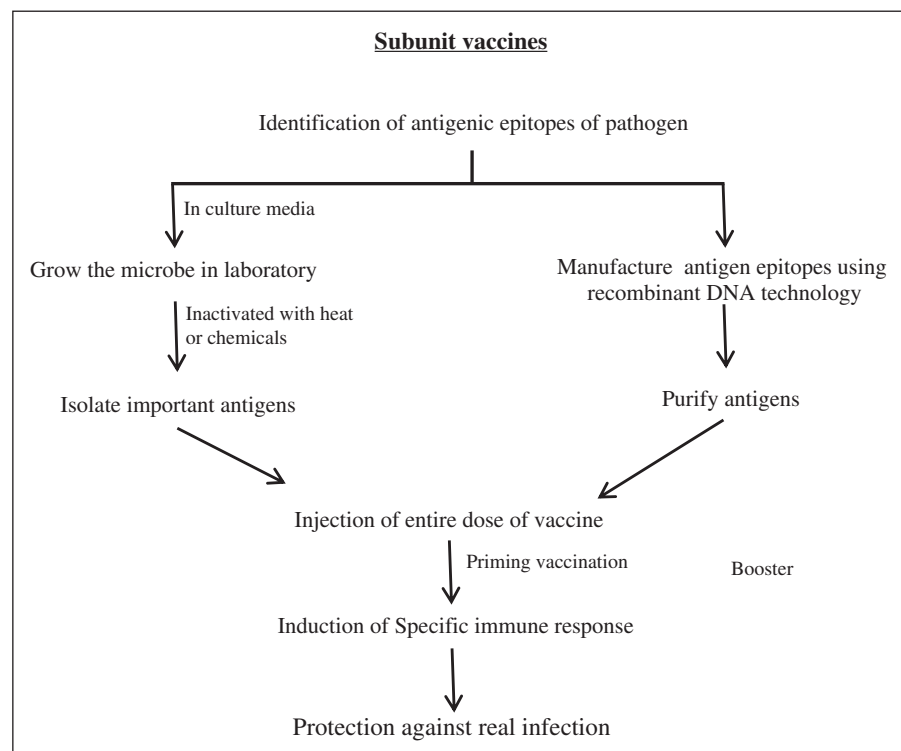 Subunit vaccines
Identification of antigenic epitopes of pathogen
In culture media
Grow the microbe in laboratory
Manufacture antigen epitopes using
recombinant DNA technology
Inactivated with heat
or chemicals
Isolate important antigens
Purify antigens
Injection of entire dose of vaccine
Priming vaccination
Booster
Induction of Specific immune response
Protection against real infection